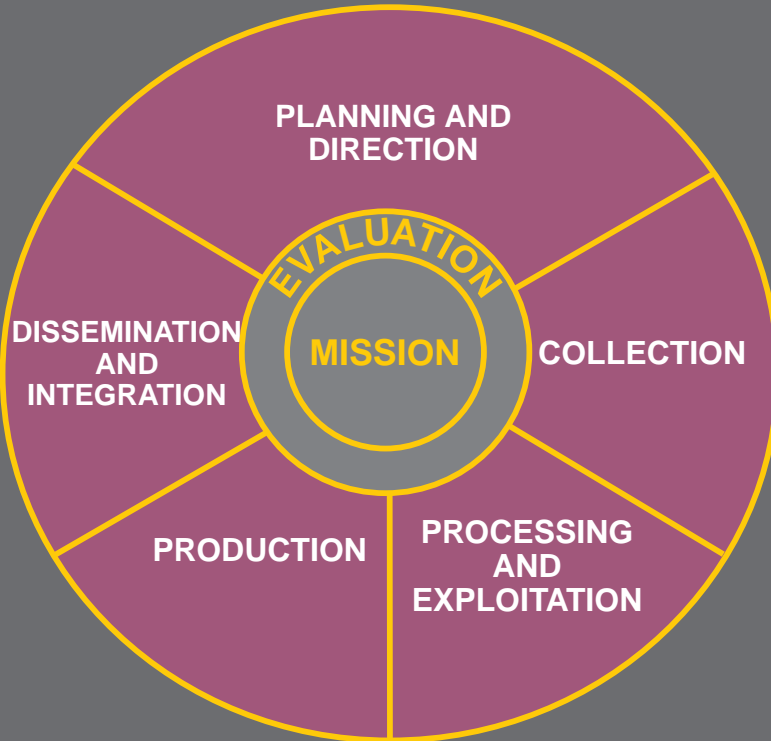 PLANNING AND
DIRECTION
EVALUATION
MISSION
COLLECTION
DISSEMINATION
AND
INTEGRATION
PRODUCTION
PROCESSING
AND
EXPLOITATION